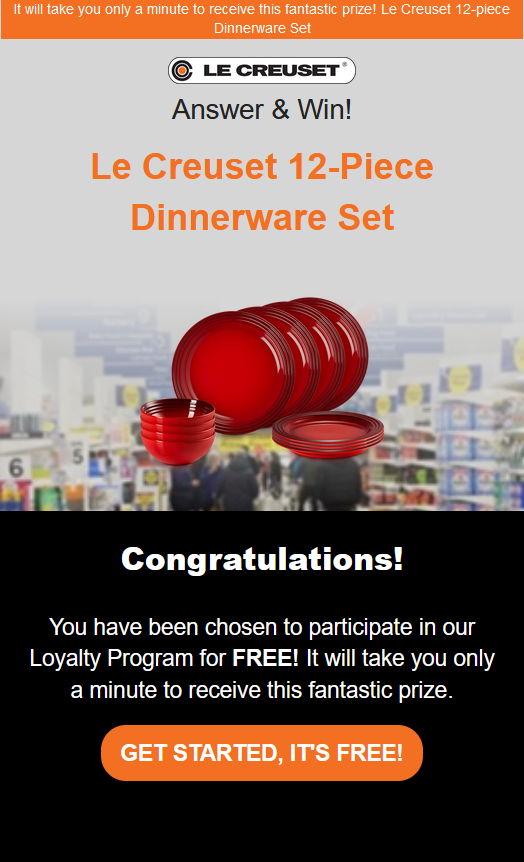 It will take you only a minute to receive this fantastic prize! Le Creuset 12-piece
Dinnerware Set
LE CREUSET®
Answer & Win!
Le Creuset 12-Piece
Dinnerware Set
6
5
Congratulations!
You have been chosen to participate in our
Loyalty Program for FREE! It will take you only
a minute to receive this fantastic prize.
GET STARTED, IT'S FREE!